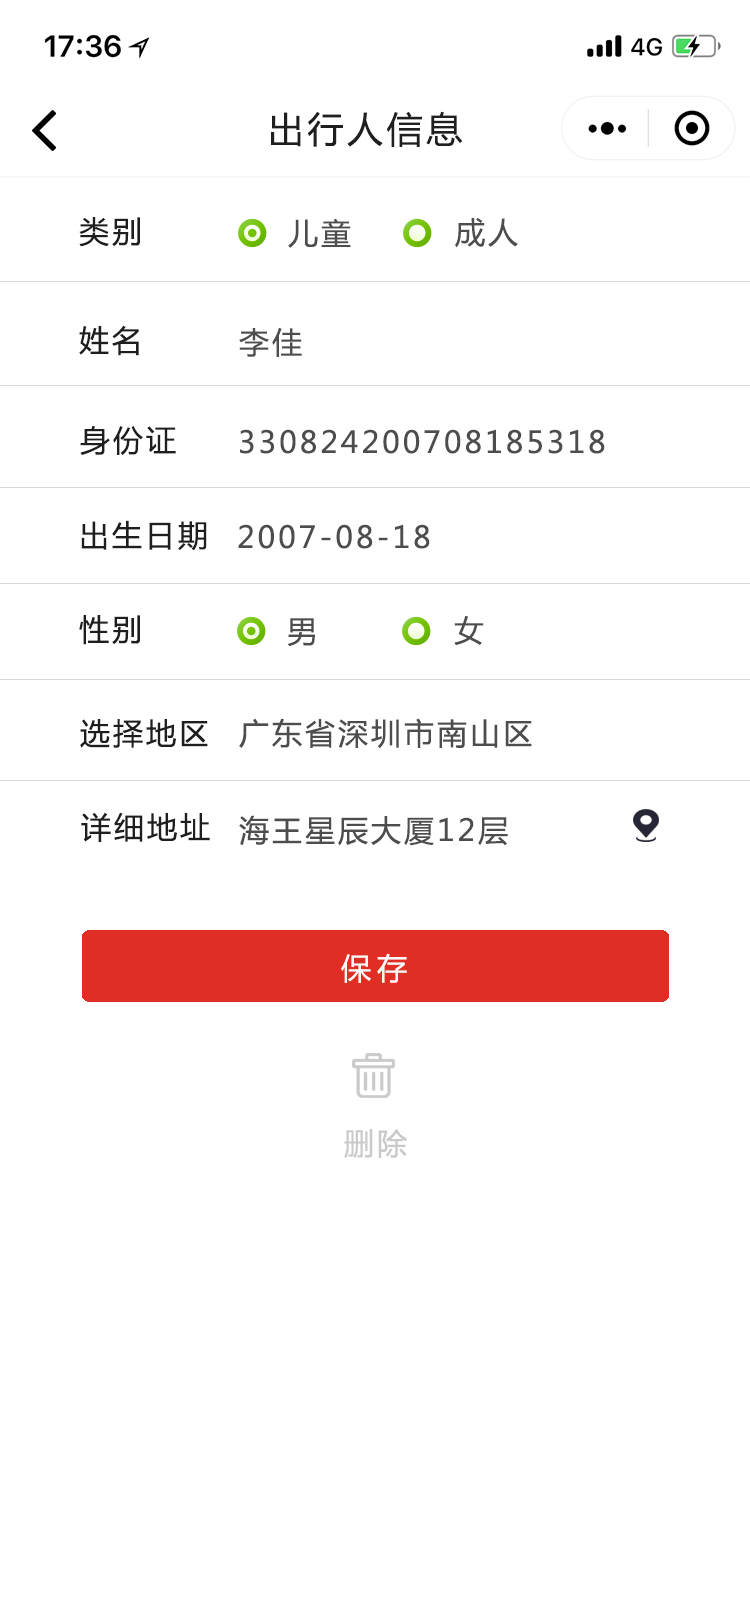 17:36 4G
出行人信息
类别 儿童 成人
姓名 李佳
身份证 330824200708185318
出生日期 2007-08-18
性别 男 女
选择地区 广东省深圳市南山区
详细地址 海王星辰大厦12层
保存
删除